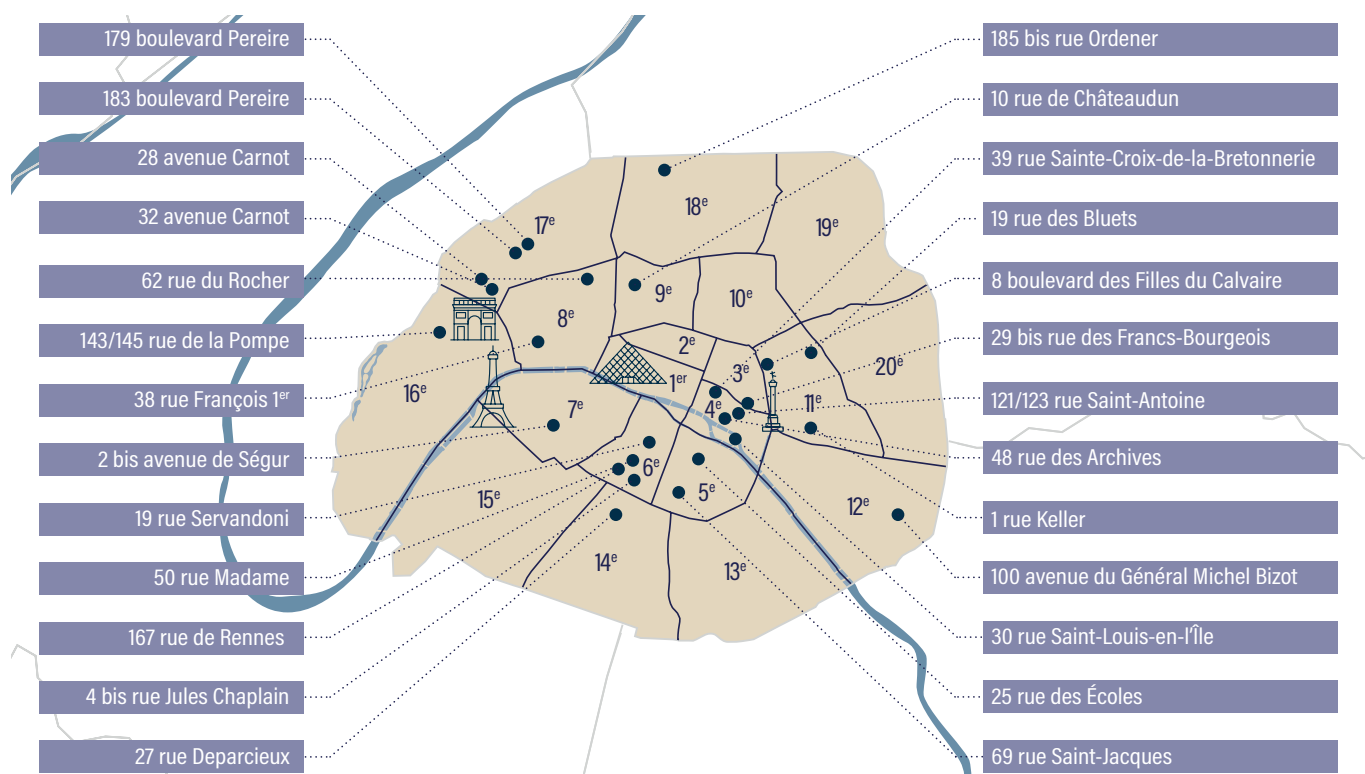 179 boulevard Pereire
183 boulevard Pereire
28 avenue Carnot
32 avenue Carnot
62 rue du Rocher
143/145 rue de la Pompe
38 rue François 1er
2 bis avenue de Ségur
19 rue Servandoni
50 rue Madame
167 rue de Rennes
4 bis rue Jules Chaplain
27 rue Deparcieux
18e
17e
19e
9e
10e
8e
2e
3e
20e
1er
16e
7e
4e
11e
6e
15e
5e
12e
14e
13e
185 bis rue Ordener
10 rue de Châteaudun
39 rue Sainte-Croix-de-la-Bretonnerie
19 rue des Bluets
8 boulevard des Filles du Calvaire
29 bis rue des Francs-Bourgeois
121/123 rue Saint-Antoine
48 rue des Archives
1 rue Keller
100 avenue du Général Michel Bizot
30 rue Saint-Louis-en-l'Île
25 rue des Écoles
69 rue Saint-Jacques